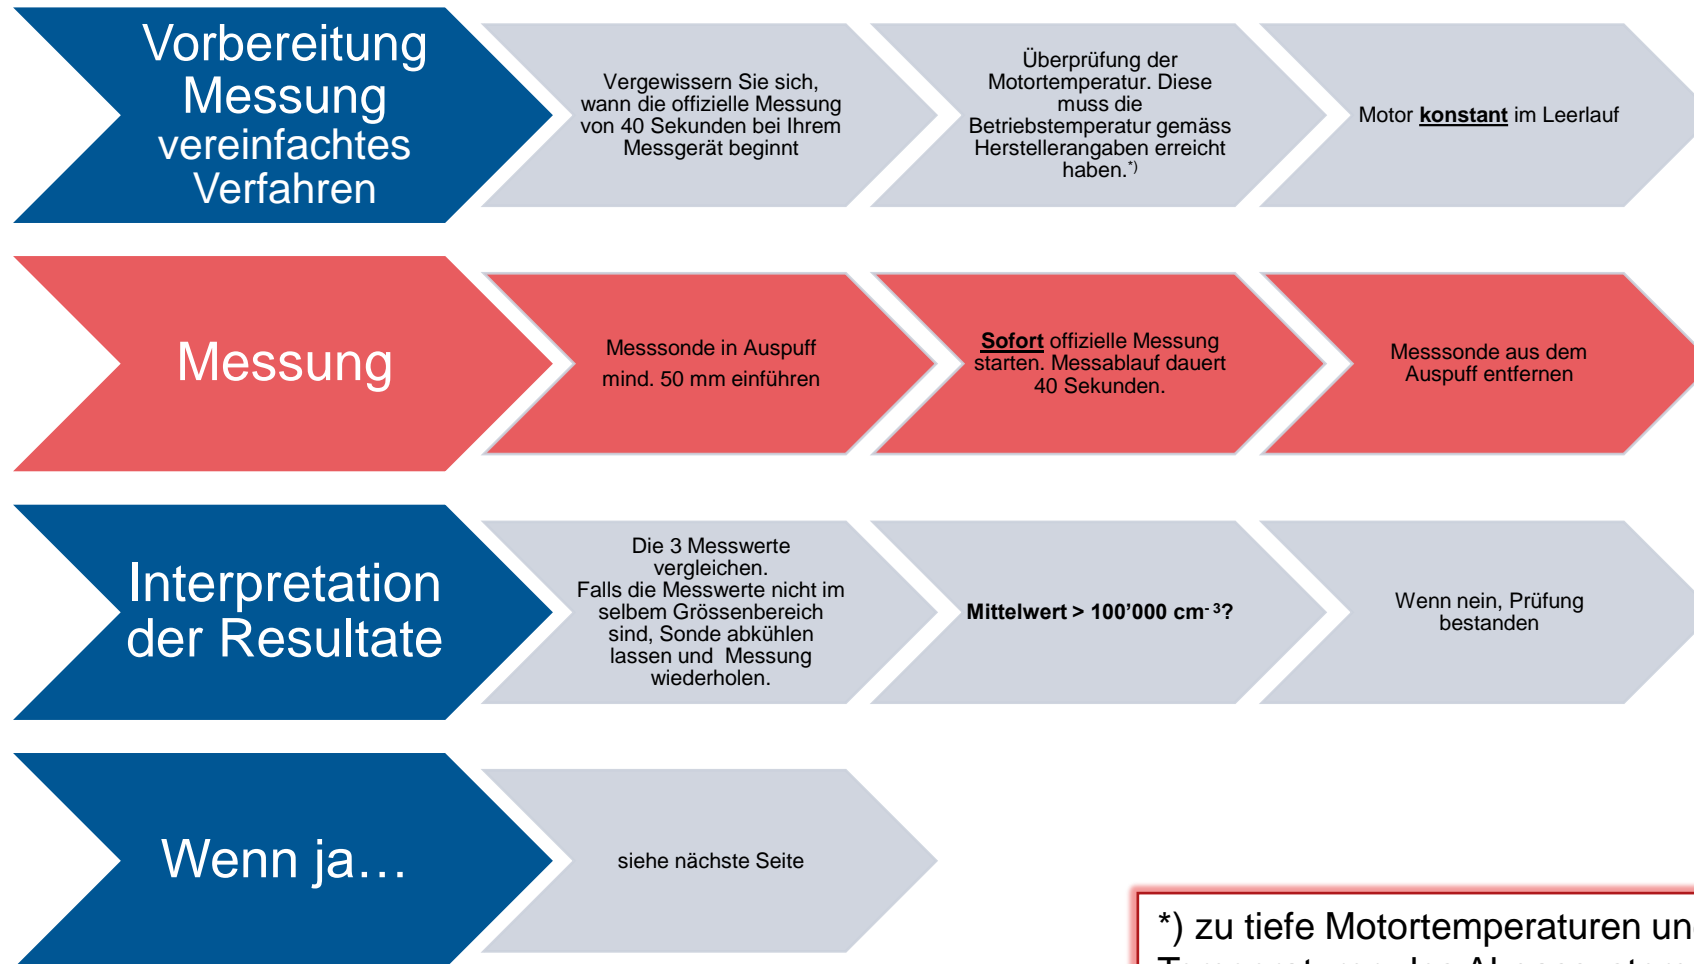 Vorbereitung
Messung
vereinfachtes
Verfahren
Vergewissern Sie sich,
wann die offizielle Messung
von 40 Sekunden bei Ihrem
Messgerät beginnt
Überprüfung der
Motortemperatur. Diese
muss die
Betriebstemperatur gemäss
Herstellerangaben erreicht
haben.*)
Motor konstant im Leerlauf
Messung
Messsonde in Auspuff
mind. 50 mm einführen
Sofort offizielle Messung
starten. Messablauf dauert
40 Sekunden.
Messsonde aus dem
Auspuff entfernen
Interpretation
der Resultate
Die 3 Messwerte
vergleichen.
Falls die Messwerte nicht im
selbem Grössenbereich
sind, Sonde abkühlen
lassen und Messung
wiederholen.
Mittelwert > 100’000 cm- 3?
Wenn nein, Prüfung
bestanden
Wenn ja…
siehe nächste Seite
*) zu tiefe Motortemperaturen